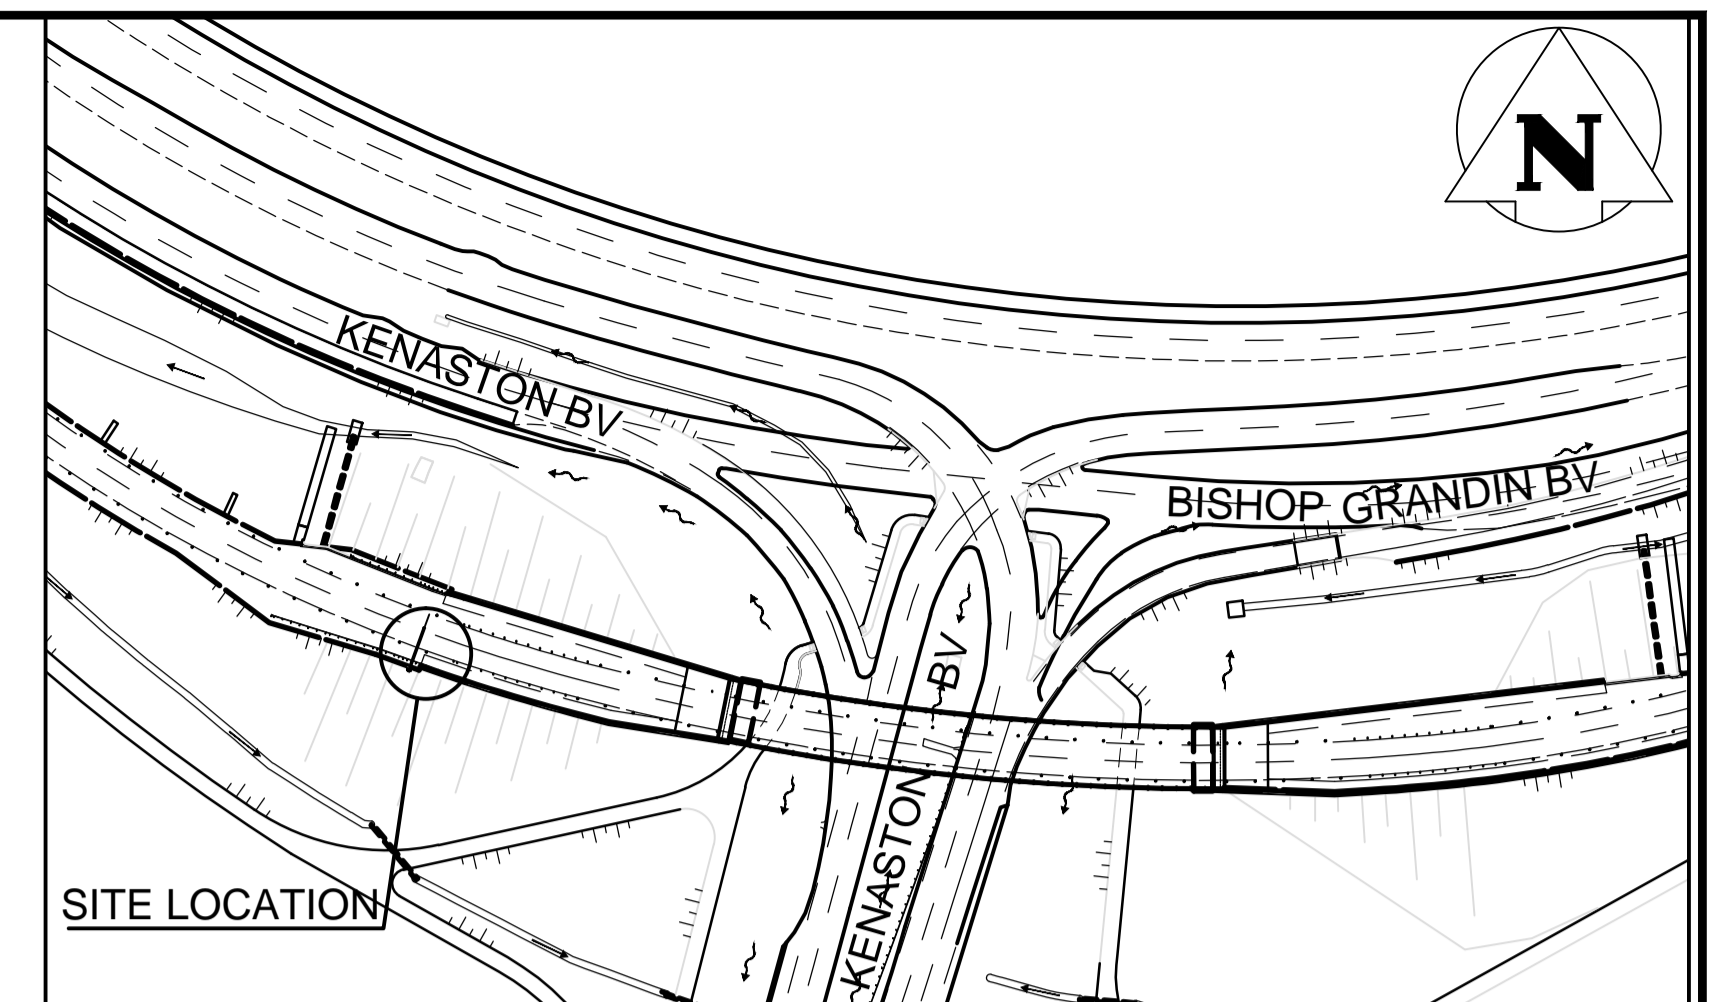 N
KENASTON BV
BISHOP GRANDIN BV
KENASTON BV
SITE LOCATION